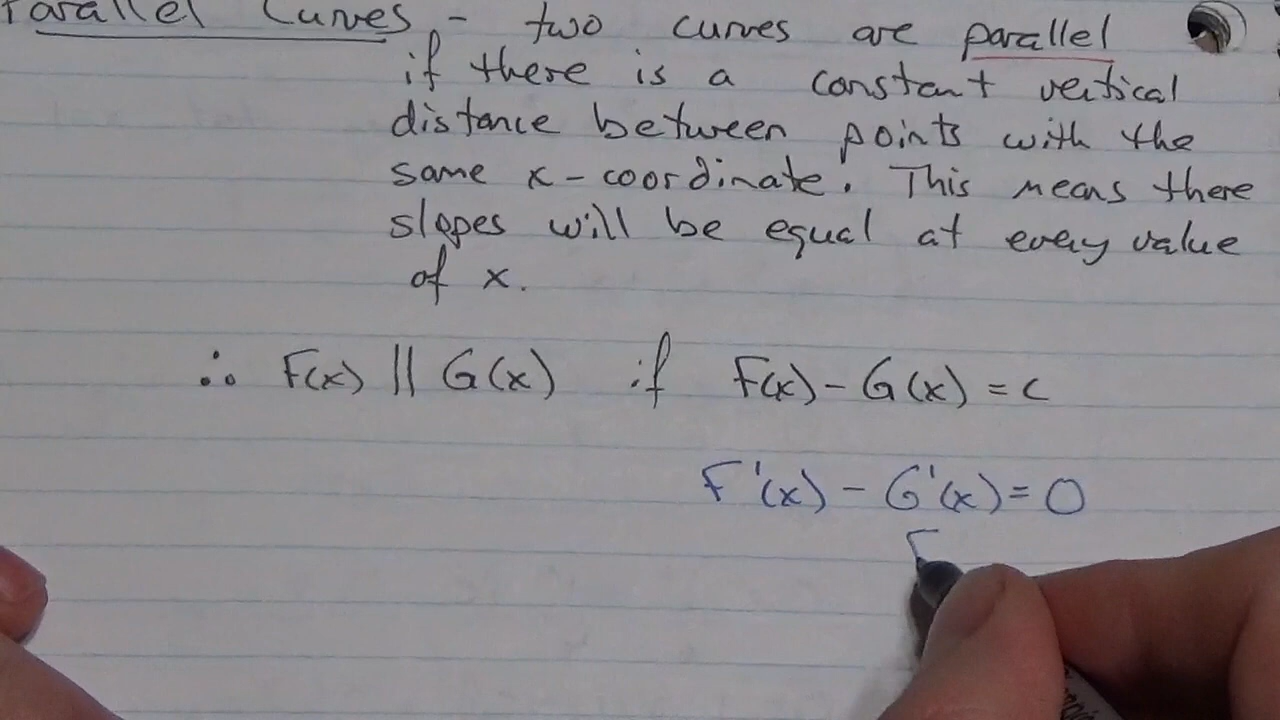 Parallel Curves - two curves are parallel
if there is a constant vertical
distance between points with the
same x-coordinate. This means there
slopes will be equal at every value
of x.
∴ F(x) || G(x) if F(x) - G(x) = c
F'(x) - G'(x) = 0